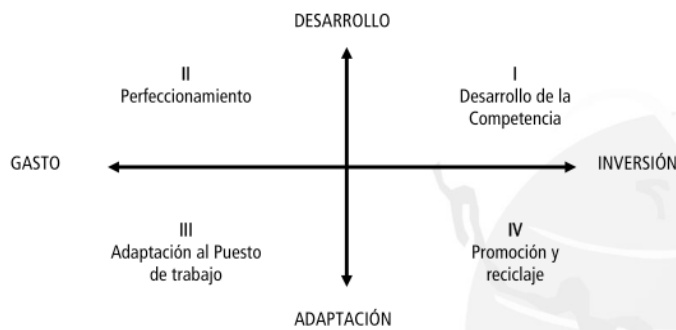 DESARROLLO
II
Perfeccionamiento
I
Desarrollo de la
Competencia
GASTO
INVERSIÓN
III
Adaptación al Puesto
de trabajo
IV
Promoción y
reciclaje
ADAPTACIÓN